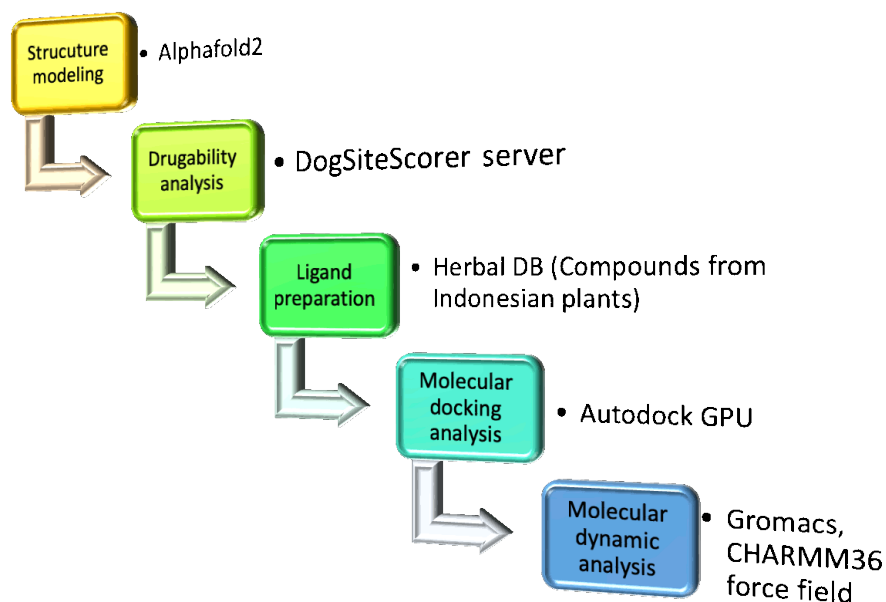 Strucuture
modeling
• Alphafold2
Drugability
analysis
• DogSiteScorer server
Ligand
preparation
• Herbal DB (Compounds from
Indonesian plants)
Molecular
docking
analysis
• Autodock GPU
Molecular
dynamic
analysis
• Gromacs,
CHARMM36
force field